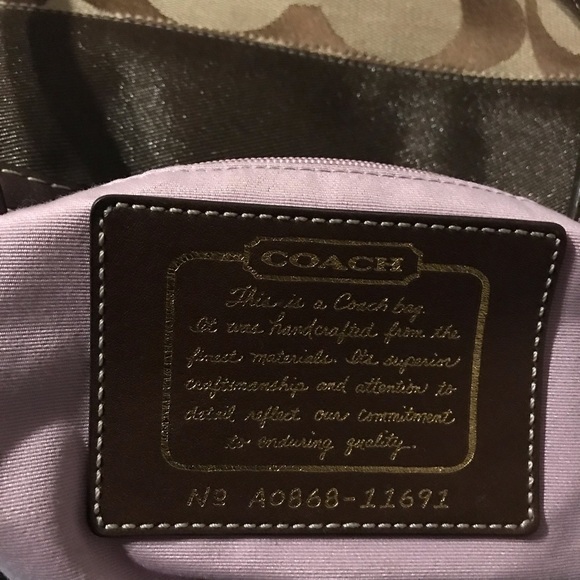 COACH
This is a Coach bag.
It was handcrafted from the
finest materials. Its superior
craftsmanship and attention to
detail reflect our commitment
to enduring quality.
Nº A0868-11691